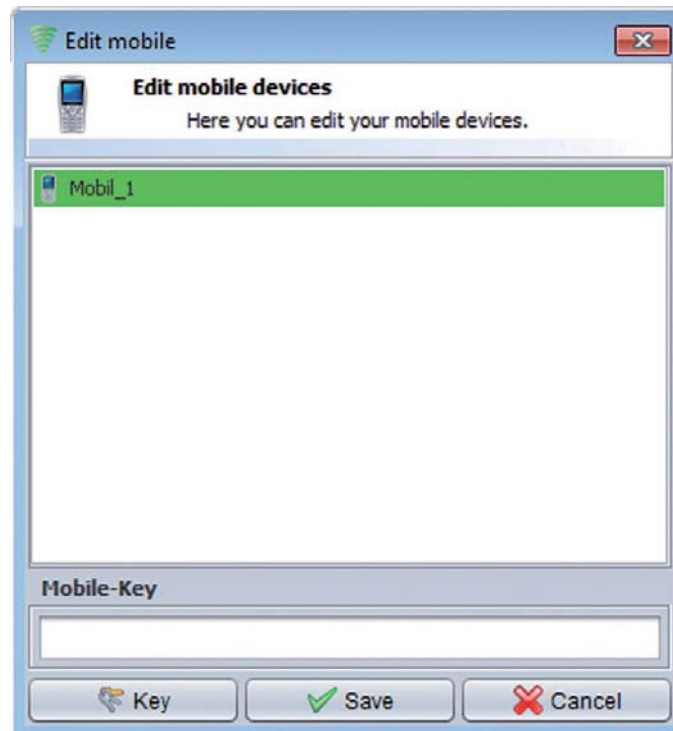 Edit mobile
Edit mobile devices
Here you can edit your mobile devices.
Mobil_1
Mobile-Key
Key
Save
Cancel